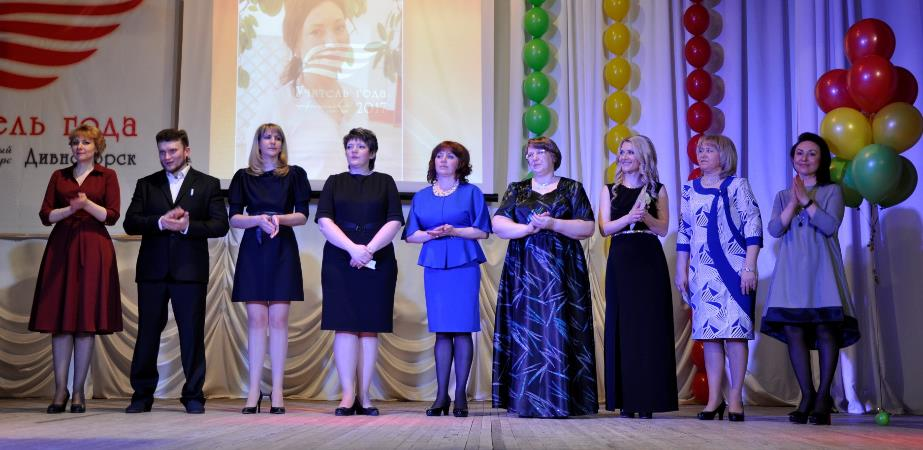 ель года
Дивногорск
Учитель года
2017